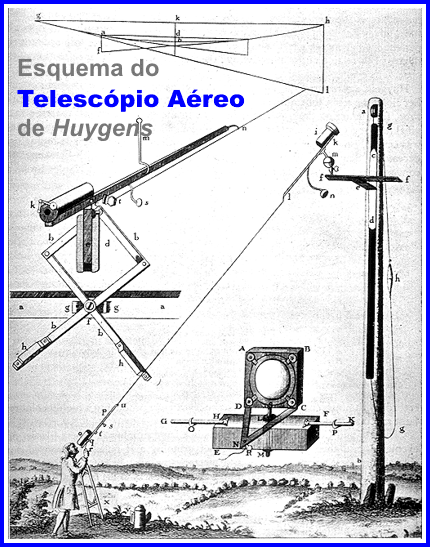 g k h
a d b
f
l
Esquema do
Telescópio Aéreo
de Huygens
n
m
k
t s
b b
d
a g g a
f
b b
h
h
j
k
m
G
l
n
a
g
c
f f
e
d
h
g
b
A B
D C
G H F K
O P
E N
R M
p a
s
x